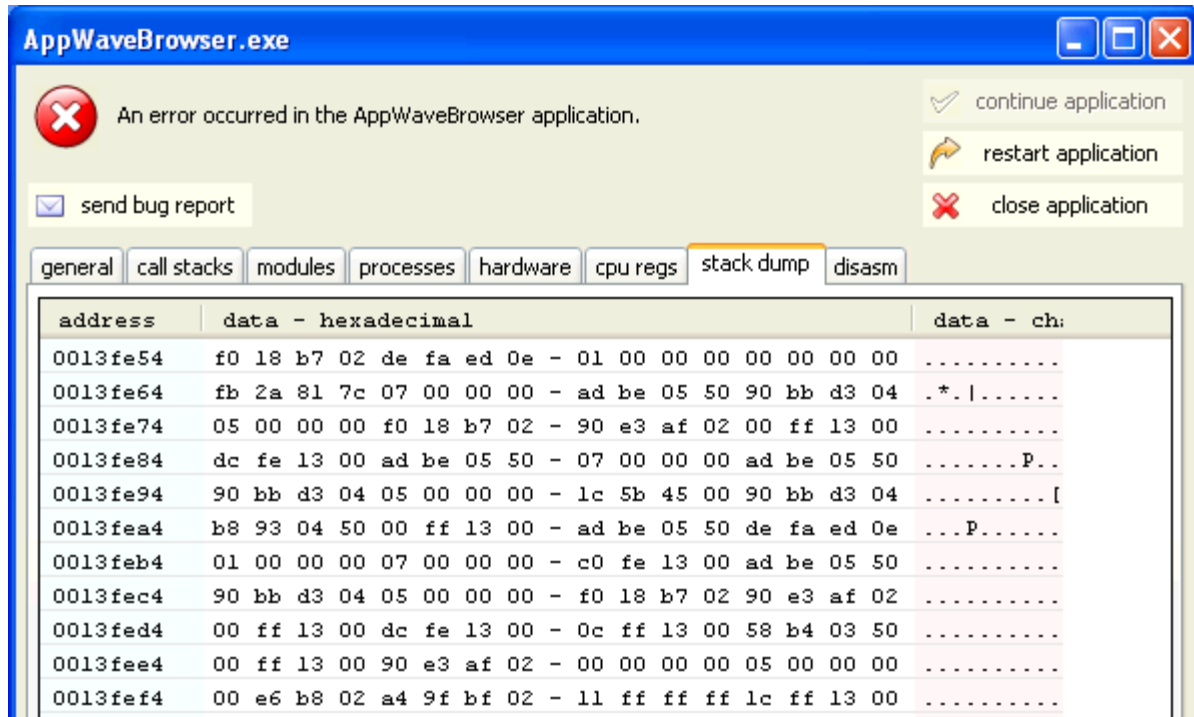 AppWaveBrowser.exe
An error occurred in the AppWaveBrowser application.
continue application
restart application
send bug report
close application
general call stacks modules processes hardware cpu regs stack dump disasm
address data - hexadecimal data - cha
0013fe54 f0 18 b7 02 de fa ed 0e - 01 00 00 00 00 00 00 00 ..........
0013fe64 fb 2a 81 7c 07 00 00 00 - ad be 05 50 90 bb d3 04 .*.|......
0013fe74 05 00 00 00 f0 18 b7 02 - 90 e3 af 02 00 ff 13 00 ..........
0013fe84 dc fe 13 00 ad be 05 50 - 07 00 00 00 ad be 05 50 .......P..
0013fe94 90 bb d3 04 05 00 00 00 - 1c 5b 45 00 90 bb d3 04 .........[
0013fea4 b8 93 04 50 00 ff 13 00 - ad be 05 50 de fa ed 0e ...P......
0013feb4 01 00 00 00 07 00 00 00 - c0 fe 13 00 ad be 05 50 ..........
0013fec4 90 bb d3 04 05 00 00 00 - f0 18 b7 02 90 e3 af 02 ..........
0013fed4 00 ff 13 00 dc fe 13 00 - 0c ff 13 00 58 b4 03 50 ..........
0013fee4 00 ff 13 00 90 e3 af 02 - 00 00 00 00 05 00 00 00 ..........
0013fef4 00 e6 b8 02 a4 9f bf 02 - 11 ff ff ff 1c ff 13 00 ..........